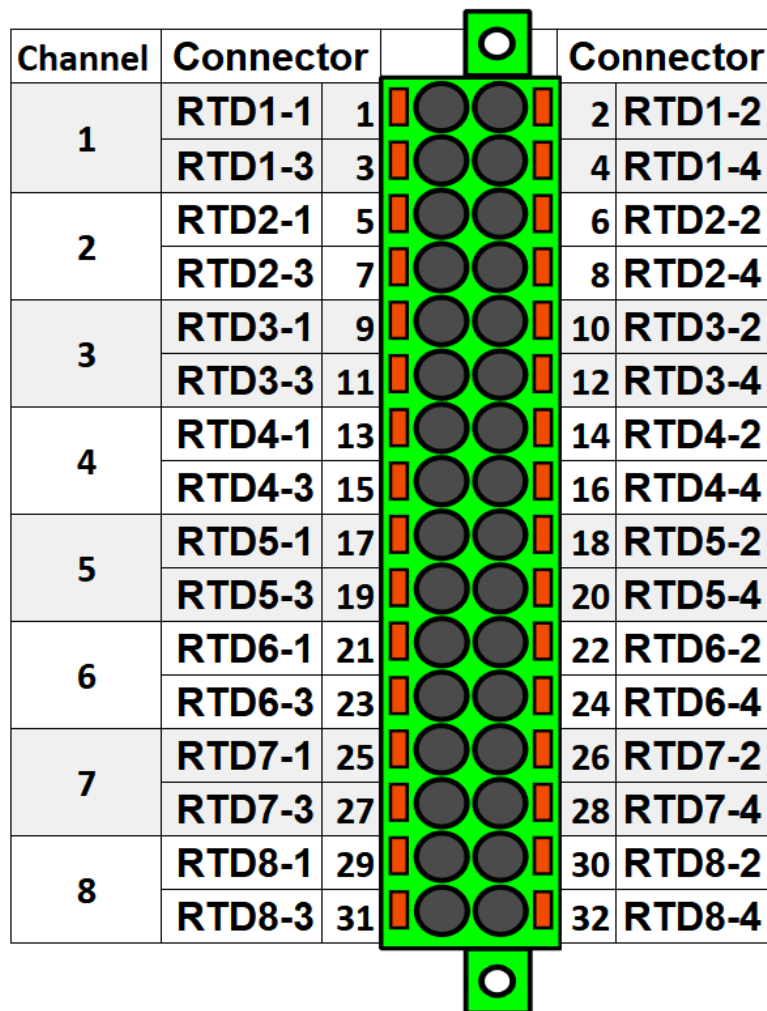 Channel Connector Connector
1
RTD1-1 1 2 RTD1-2
RTD1-3 3 4 RTD1-4
2
RTD2-1 5 6 RTD2-2
RTD2-3 7 8 RTD2-4
3
RTD3-1 9 10 RTD3-2
RTD3-3 11 12 RTD3-4
4
RTD4-1 13 14 RTD4-2
RTD4-3 15 16 RTD4-4
5
RTD5-1 17 18 RTD5-2
RTD5-3 19 20 RTD5-4
6
RTD6-1 21 22 RTD6-2
RTD6-3 23 24 RTD6-4
7
RTD7-1 25 26 RTD7-2
RTD7-3 27 28 RTD7-4
8
RTD8-1 29 30 RTD8-2
RTD8-3 31 32 RTD8-4